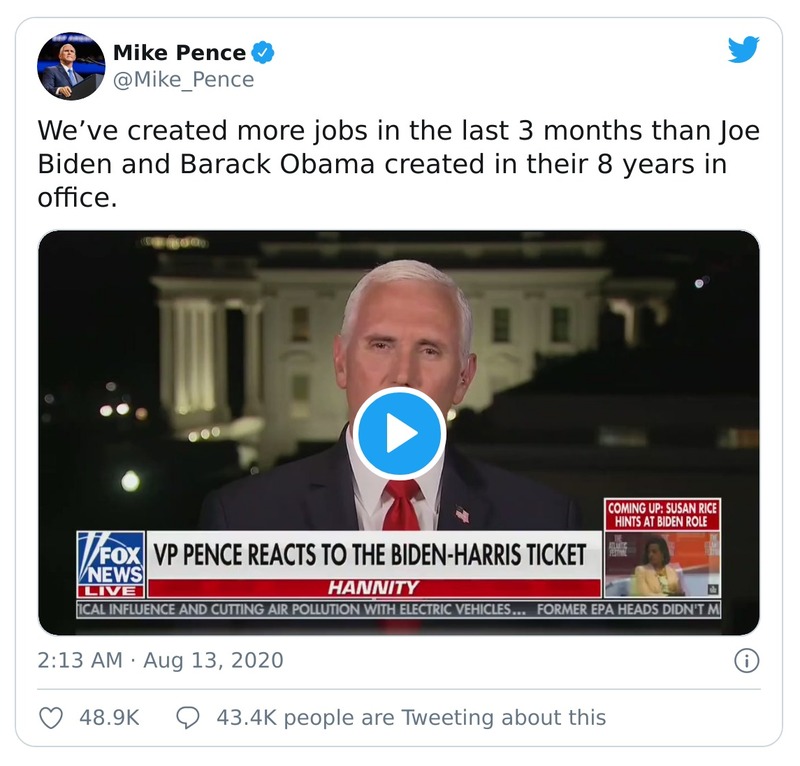 Mike Pence
@Mike_Pence
We’ve created more jobs in the last 3 months than Joe
Biden and Barack Obama created in their 8 years in
office.
COMING UP: SUSAN RICE
HINTS AT BIDEN ROLE
FOX
NEWS
LIVE
VP PENCE REACTS TO THE BIDEN-HARRIS TICKET
HANNITY
ICAL INFLUENCE AND CUTTING AIR POLLUTION WITH ELECTRIC VEHICLES... FORMER EPA HEADS DIDN'T M
2:13 AM · Aug 13, 2020
48.9K 43.4K people are Tweeting about this